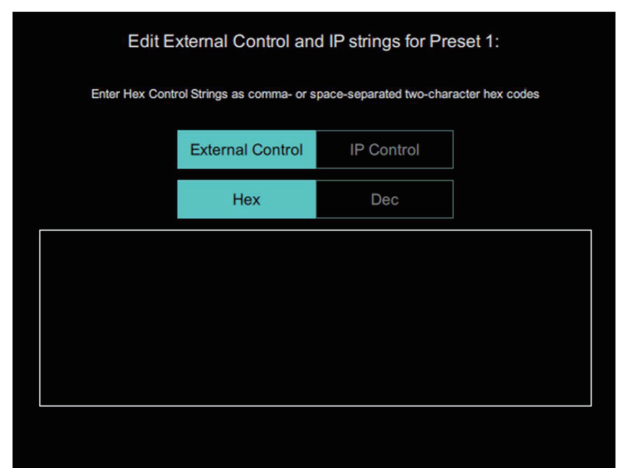 Edit External Control and IP strings for Preset 1:
Enter Hex Control Strings as comma- or space-separated two-character hex codes
External Control IP Control
Hex Dec